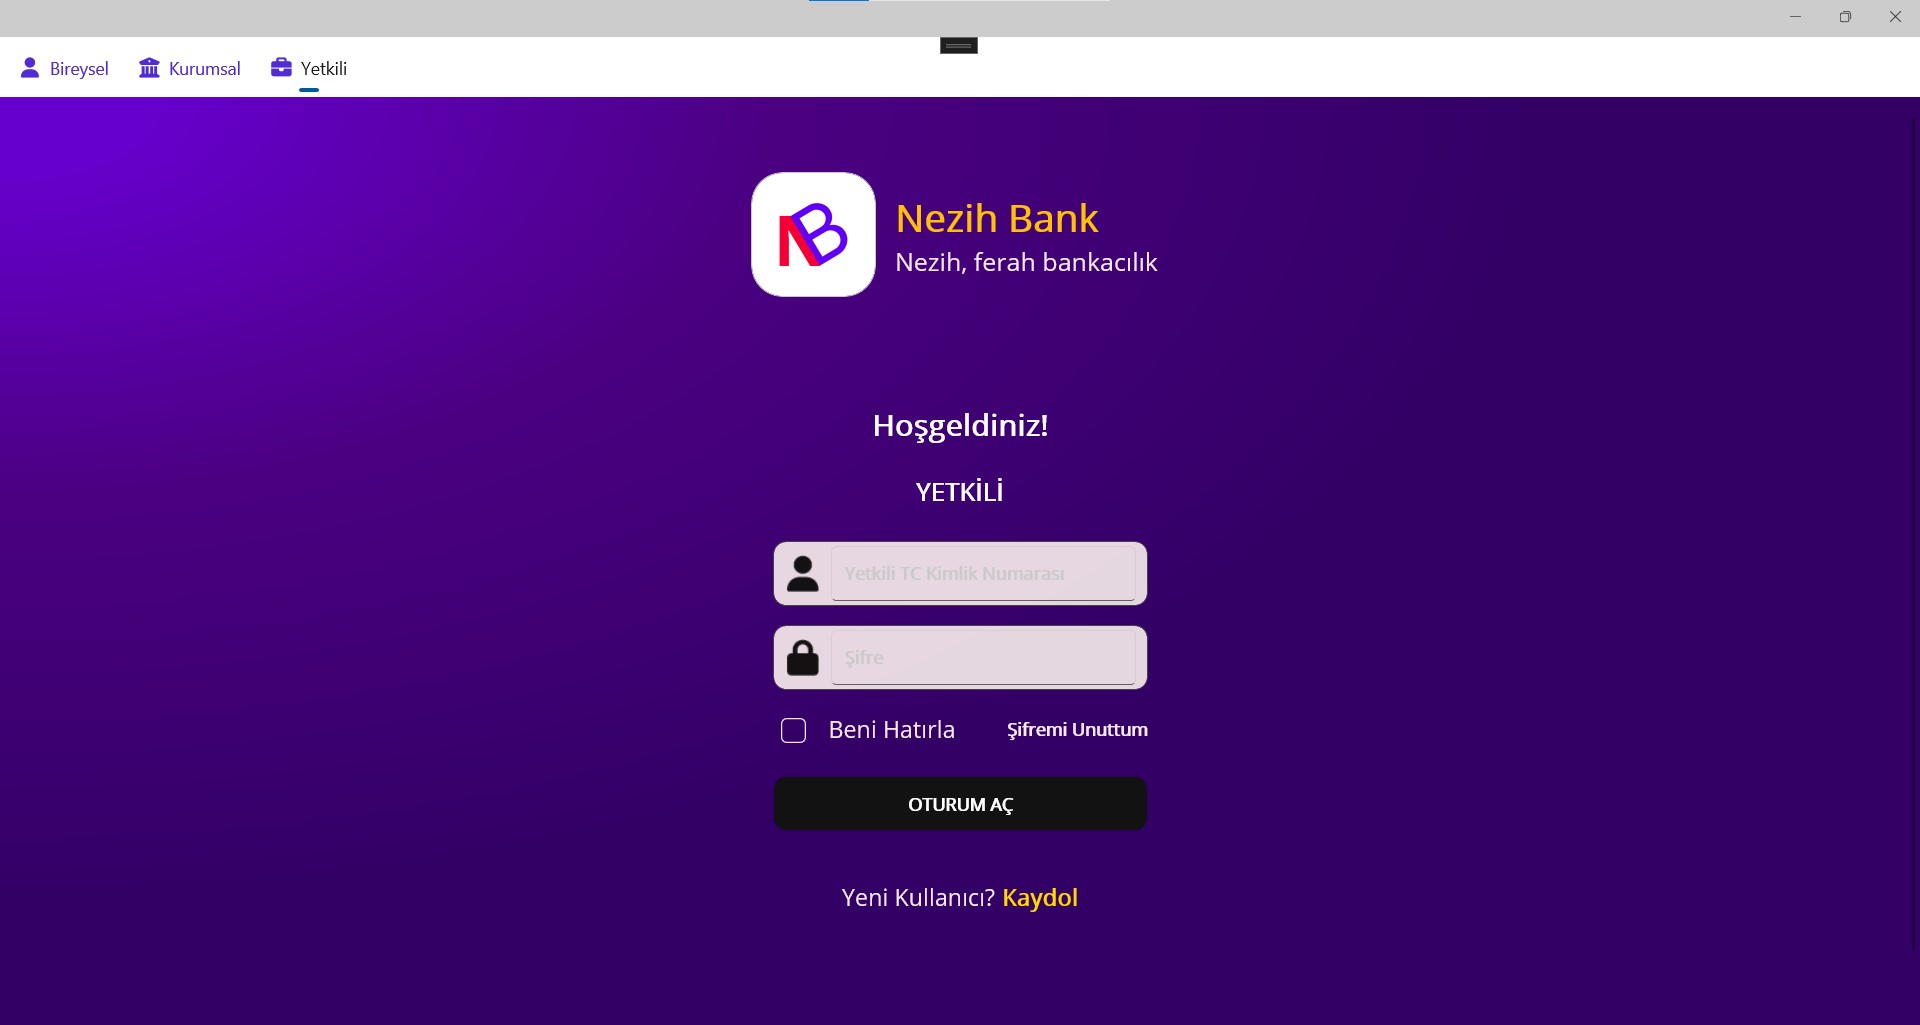 Bireysel
Kurumsal
Yetkili
NB
Nezih Bank
Nezih, ferah bankacılık
Hoşgeldiniz!
YETKİLİ
Yetkili TC Kimlik Numarası
Şifre
Beni Hatırla
Şifremi Unuttum
OTURUM AÇ
Yeni Kullanıcı? Kaydol